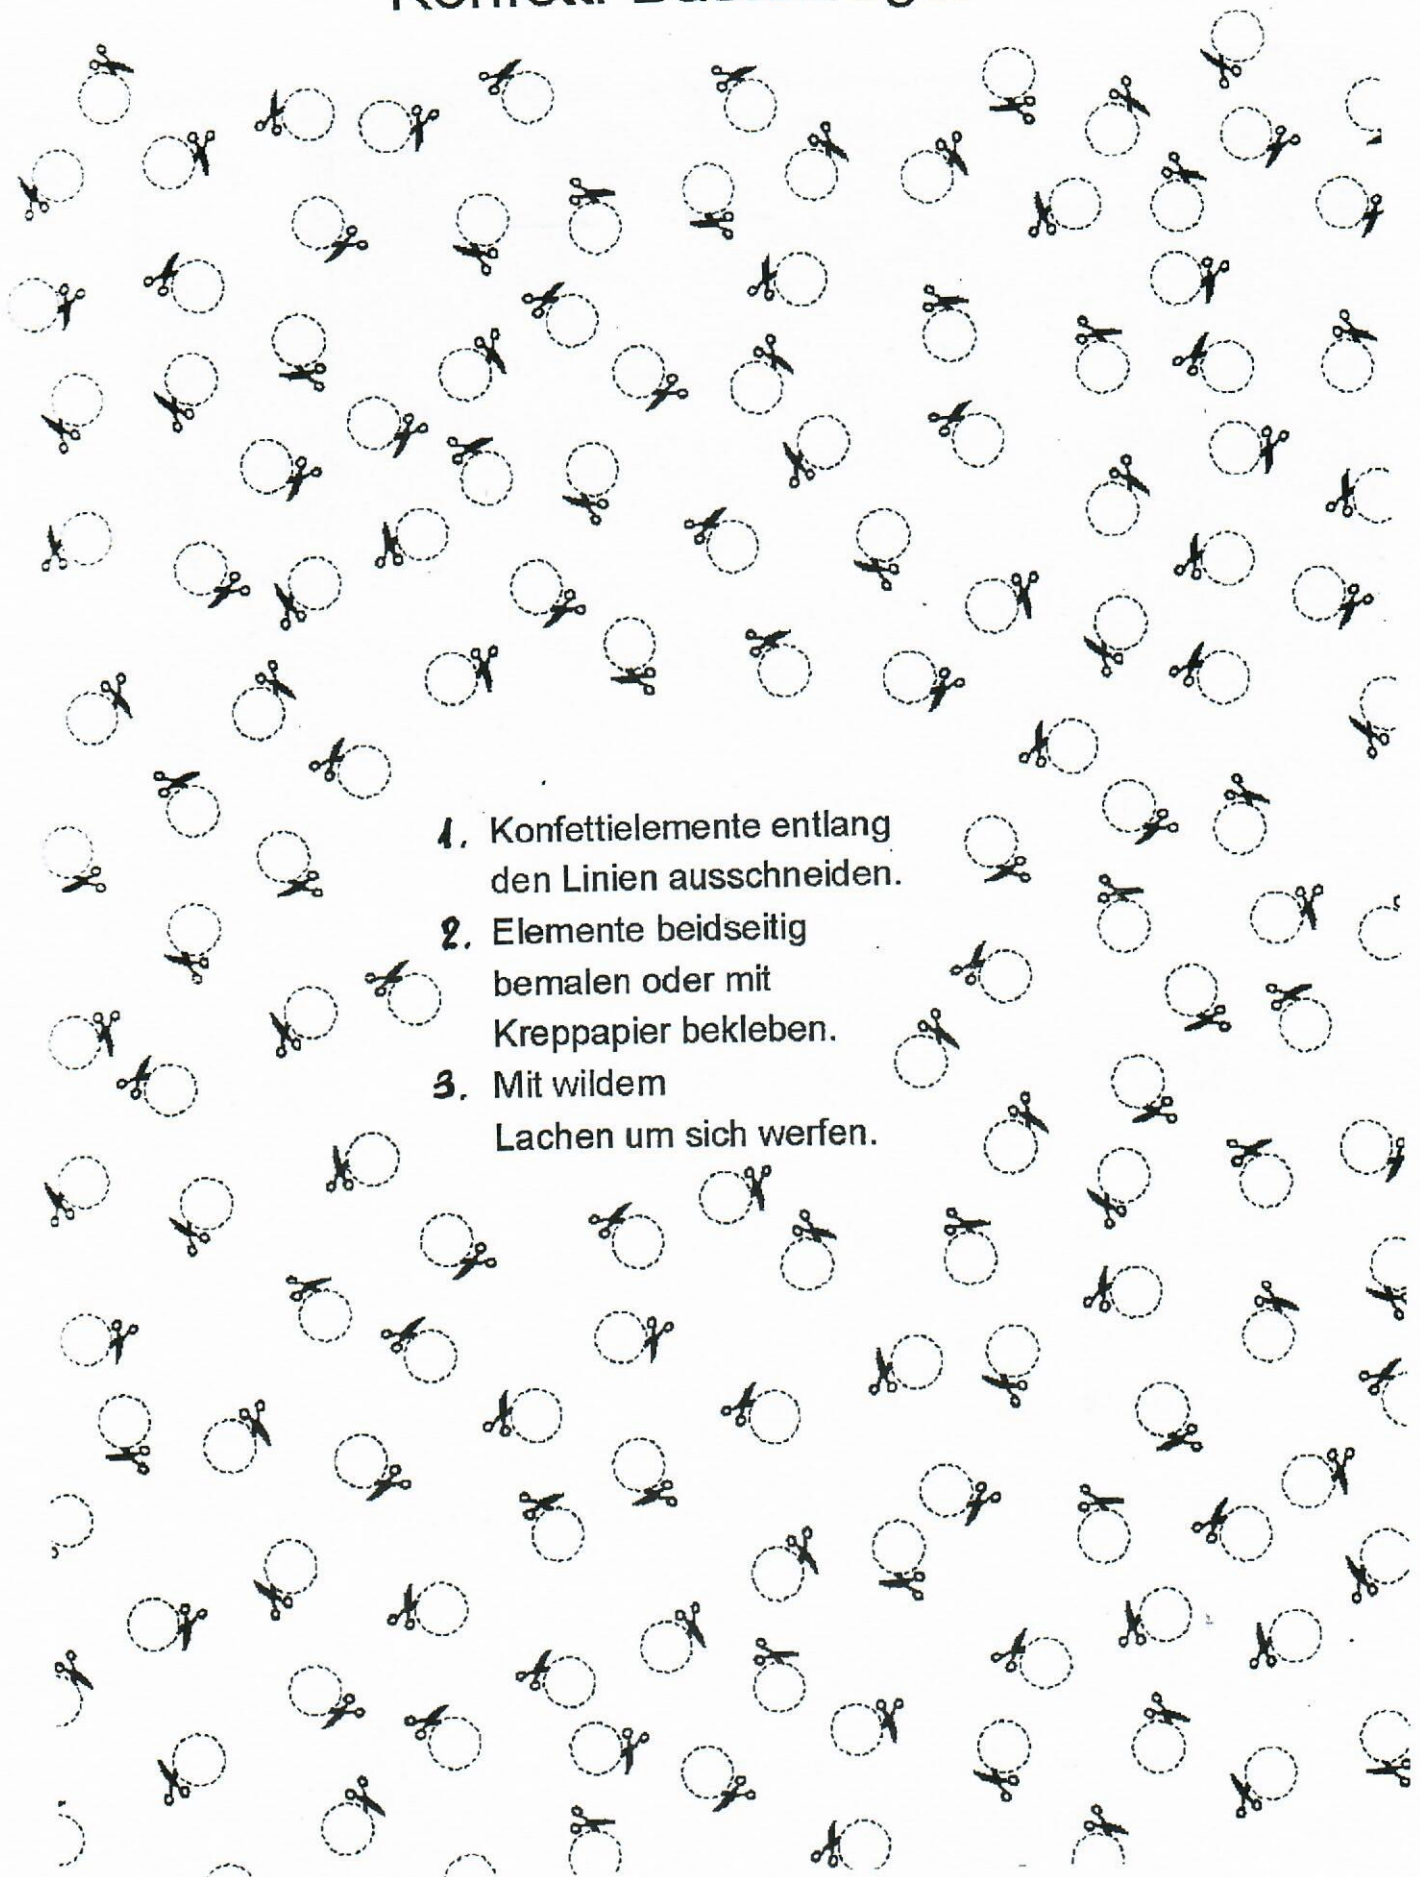 1. Konfettielemente entlang
den Linien ausschneiden.
2. Elemente beidseitig
bemalen oder mit
Kreppapier bekleben.
3. Mit wildem
Lachen um sich werfen.